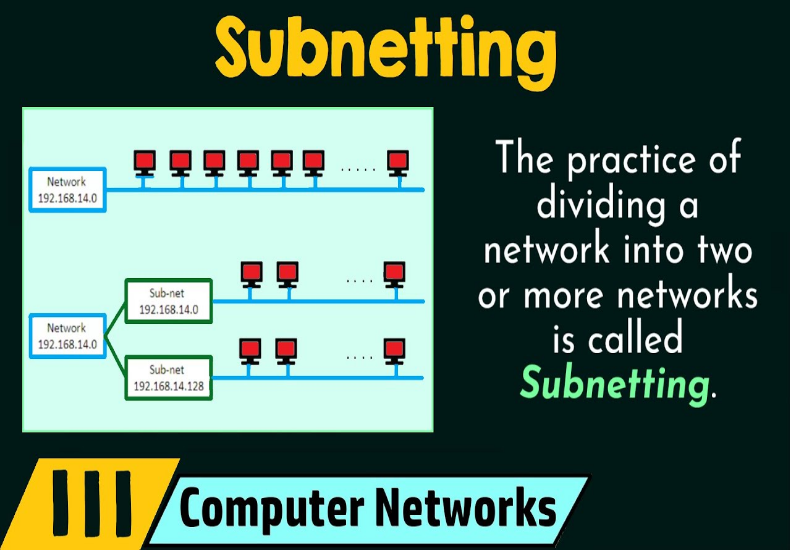 Subnetting
Network
192.168.14.0
.....
Network
192.168.14.0
Sub-net
192.168.14.0
....
Sub-net
192.168.14.128
....
The practice of
dividing a
network into two
or more networks
is called
Subnetting.
III
Computer Networks